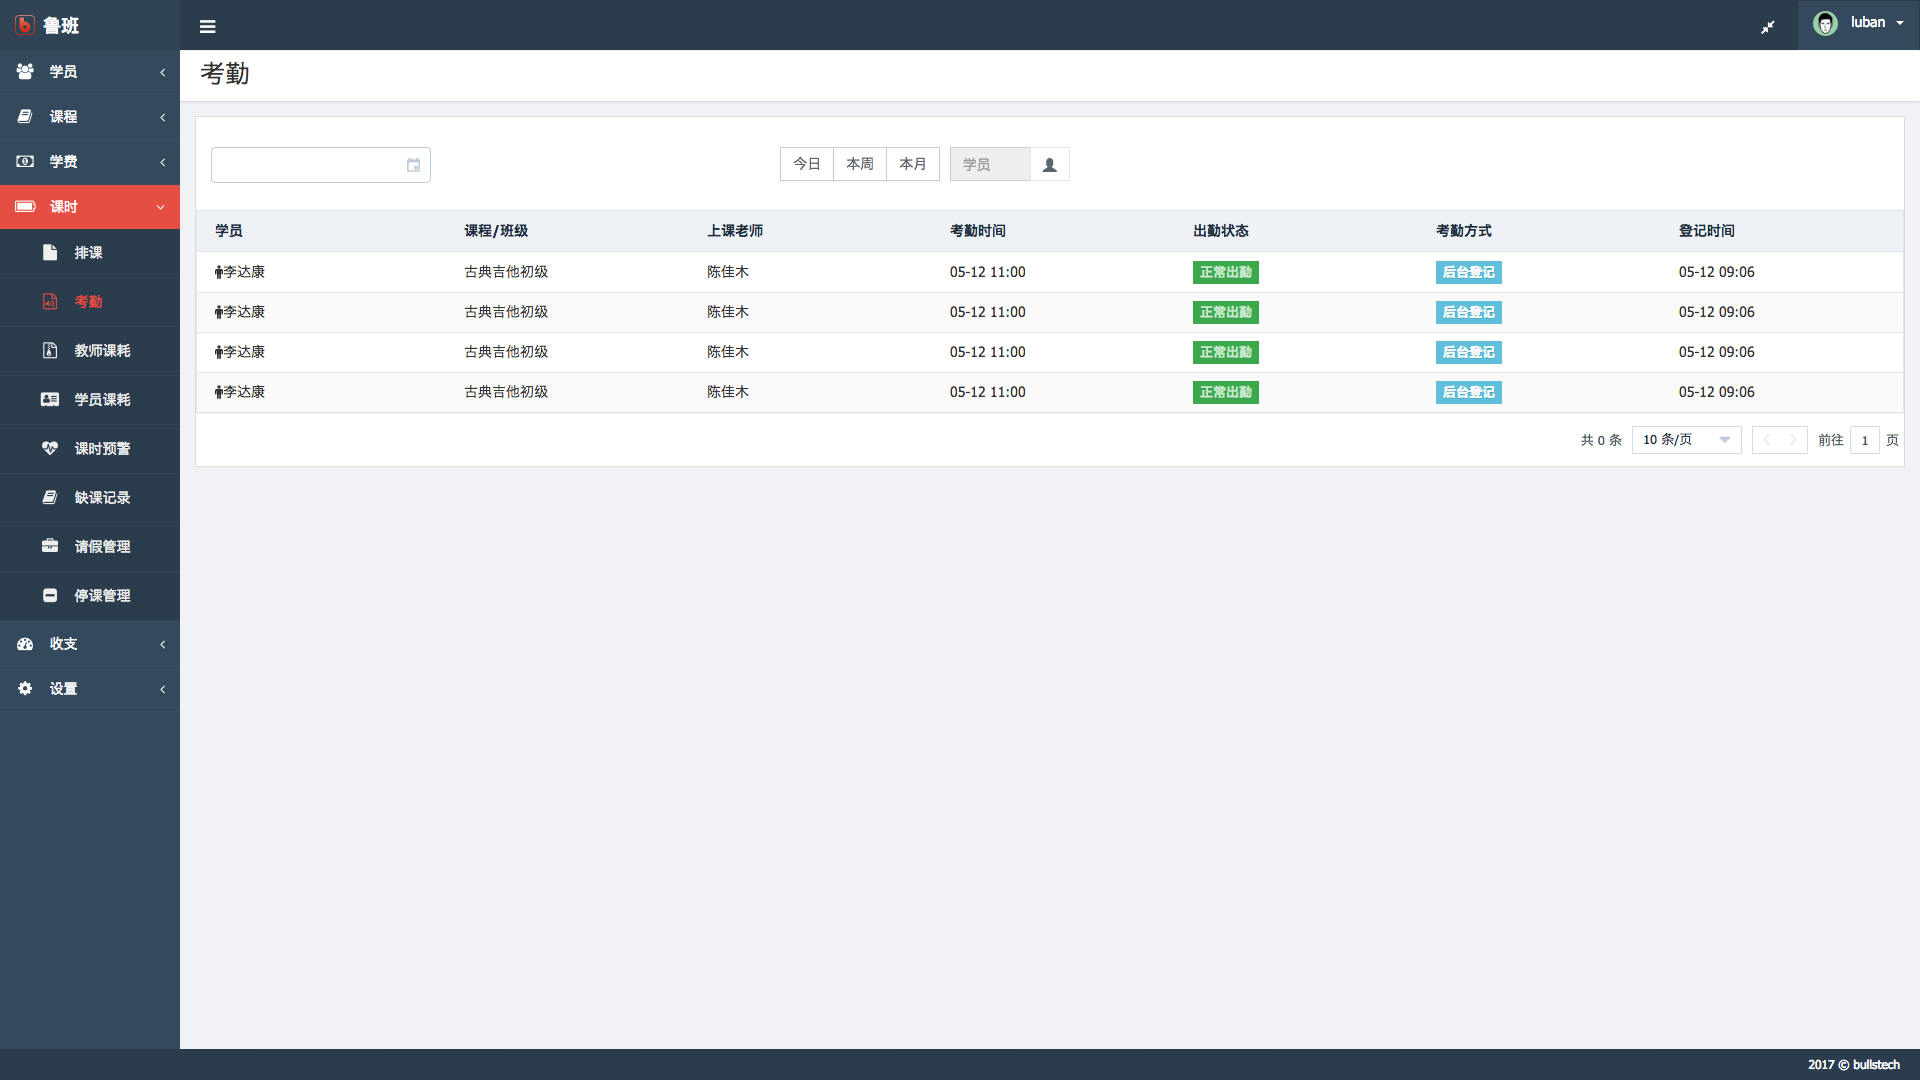 鲁班
luban
学员
课程
学费
课时
排课
考勤
教师课耗
学员课耗
课时预警
缺课记录
请假管理
停课管理
收支
设置
考勤
今日 本周 本月 学员
学员 课程/班级 上课老师 考勤时间 出勤状态 考勤方式 登记时间
李达康 古典吉他初级 陈佳木 05-12 11:00 正常出勤 后台登记 05-12 09:06
李达康 古典吉他初级 陈佳木 05-12 11:00 正常出勤 后台登记 05-12 09:06
李达康 古典吉他初级 陈佳木 05-12 11:00 正常出勤 后台登记 05-12 09:06
李达康 古典吉他初级 陈佳木 05-12 11:00 正常出勤 后台登记 05-12 09:06
共 0 条 10 条/页 前往 1 页
2017 © bullstech